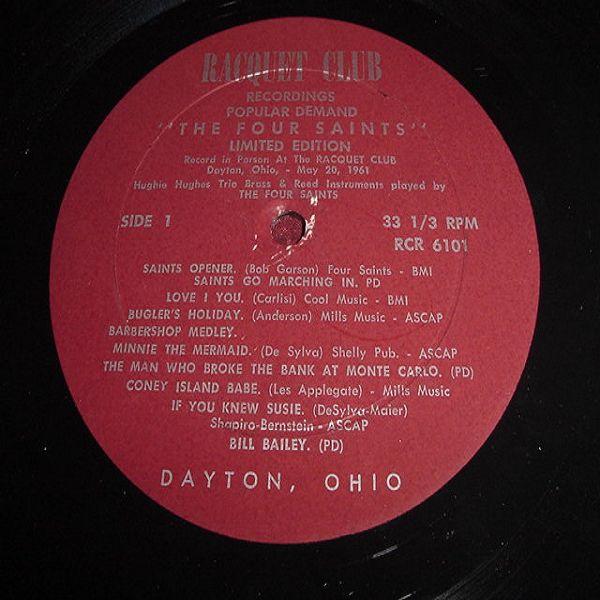 RACQUET CLUB
RECORDINGS
POPULAR DEMAND
"THE FOUR SAINTS"
LIMITED EDITION
Record in Person At The RACQUET CLUB
Dayton, Ohio, - May 20, 1961
Hughie Hughes Trio Brass & Reed Instruments played by
THE FOUR SAINTS
SIDE 1
33 1/3 RPM
RCR 6101
SAINTS OPENER. (Bob Garson) Four Saints - BMI
SAINTS GO MARCHING IN. PD
LOVE I YOU. (Carlisi) Cool Music - BMI
BUGLER'S HOLIDAY. (Anderson) Mills Music - ASCAP
BARBERSHOP MEDLEY.
MINNIE THE MERMAID. (De Sylva) Shelly Pub. - ASCAP
THE MAN WHO BROKE THE BANK AT MONTE CARLO. (PD)
CONEY ISLAND BABE. (Les Applegate) - Mills Music
IF YOU KNEW SUSIE. (DeSylva-Maier)
Shapiro-Bernstein - ASCAP
BILL BAILEY. (PD)
DAYTON, OHIO